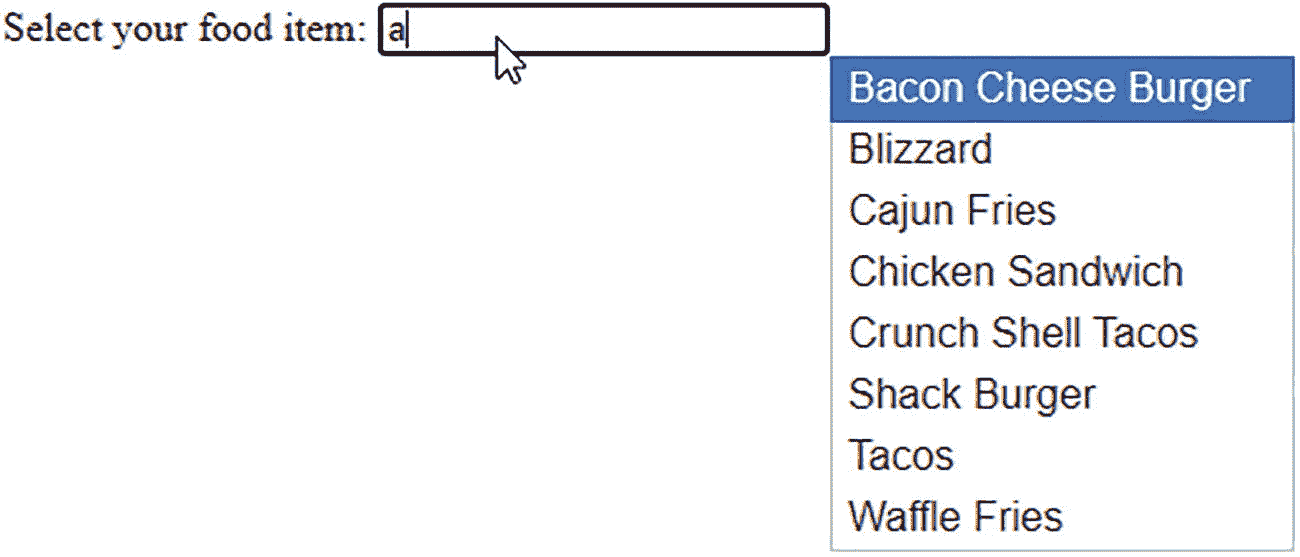 Select your food item: a
Bacon Cheese Burger
Blizzard
Cajun Fries
Chicken Sandwich
Crunch Shell Tacos
Shack Burger
Tacos
Waffle Fries